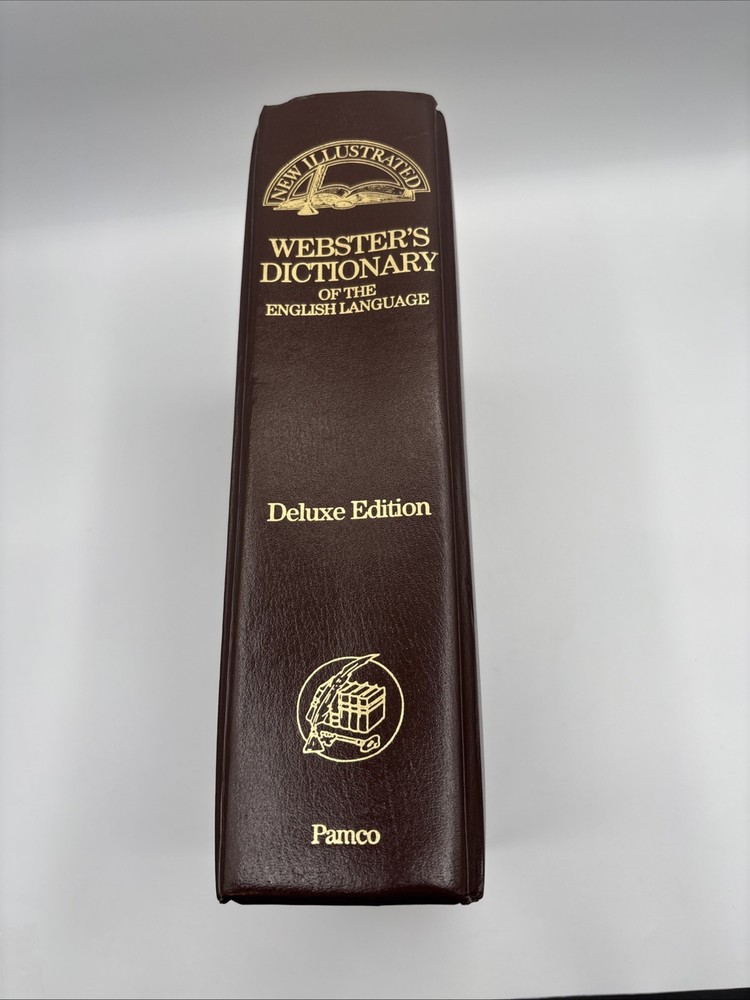 NEW ILLUSTRATED
WEBSTER'S
DICTIONARY
OF THE
ENGLISH LANGUAGE
Deluxe Edition
Pamco